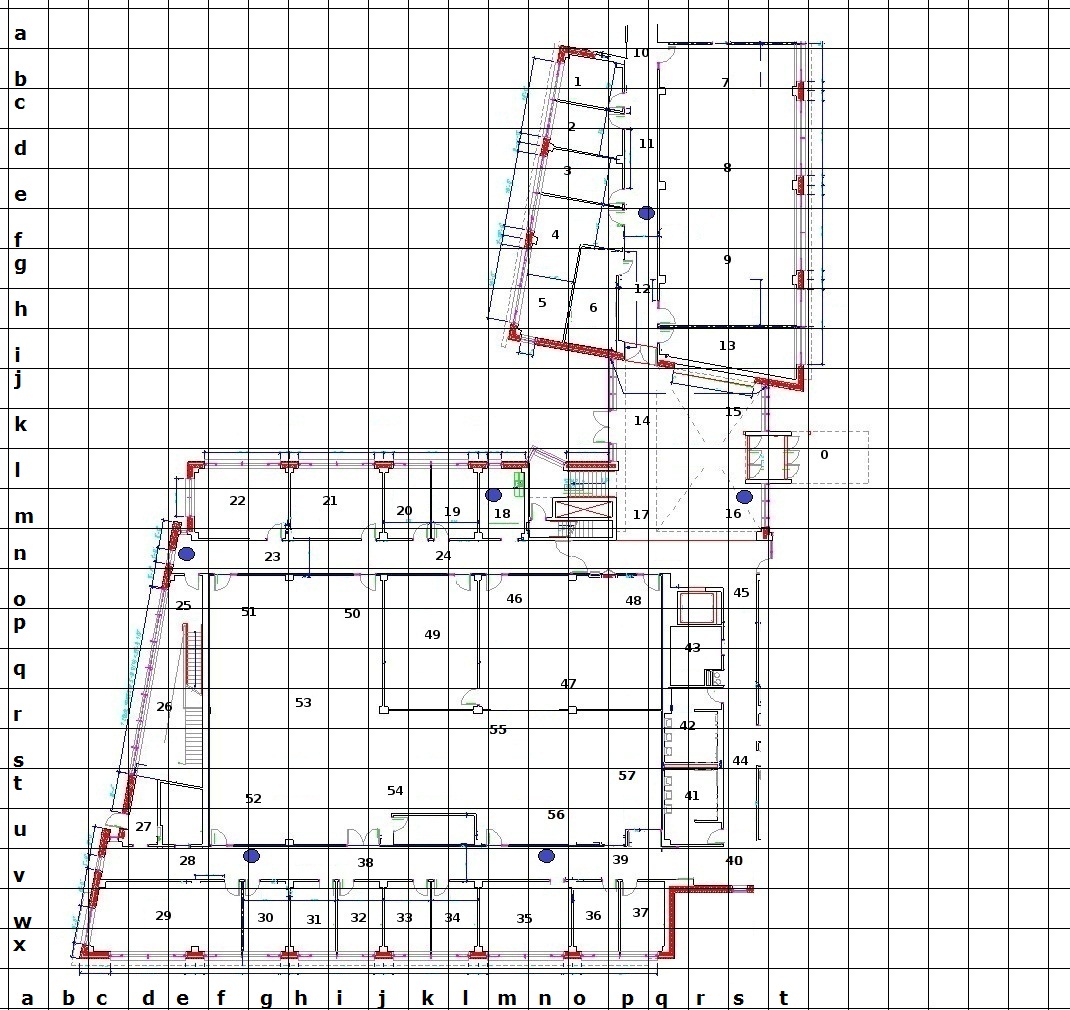 a
10
b 1 7
c
2
d 11
3 8
e
f 4
g 9
12
h 5 6
i 13
j
k 14 15
l 0
22 21 20 19 18
m 17 16
n 23 24
o 25 51 50 46 48 45
p 49
q 43
47
r 26 53 42
55
s 44
t 57
52 54 41
56
u 27
28 38 39 40
v
w 29 30 31 32 33 34 35 36 37
x
a b c d e f g h i j k l m n o p q r s t